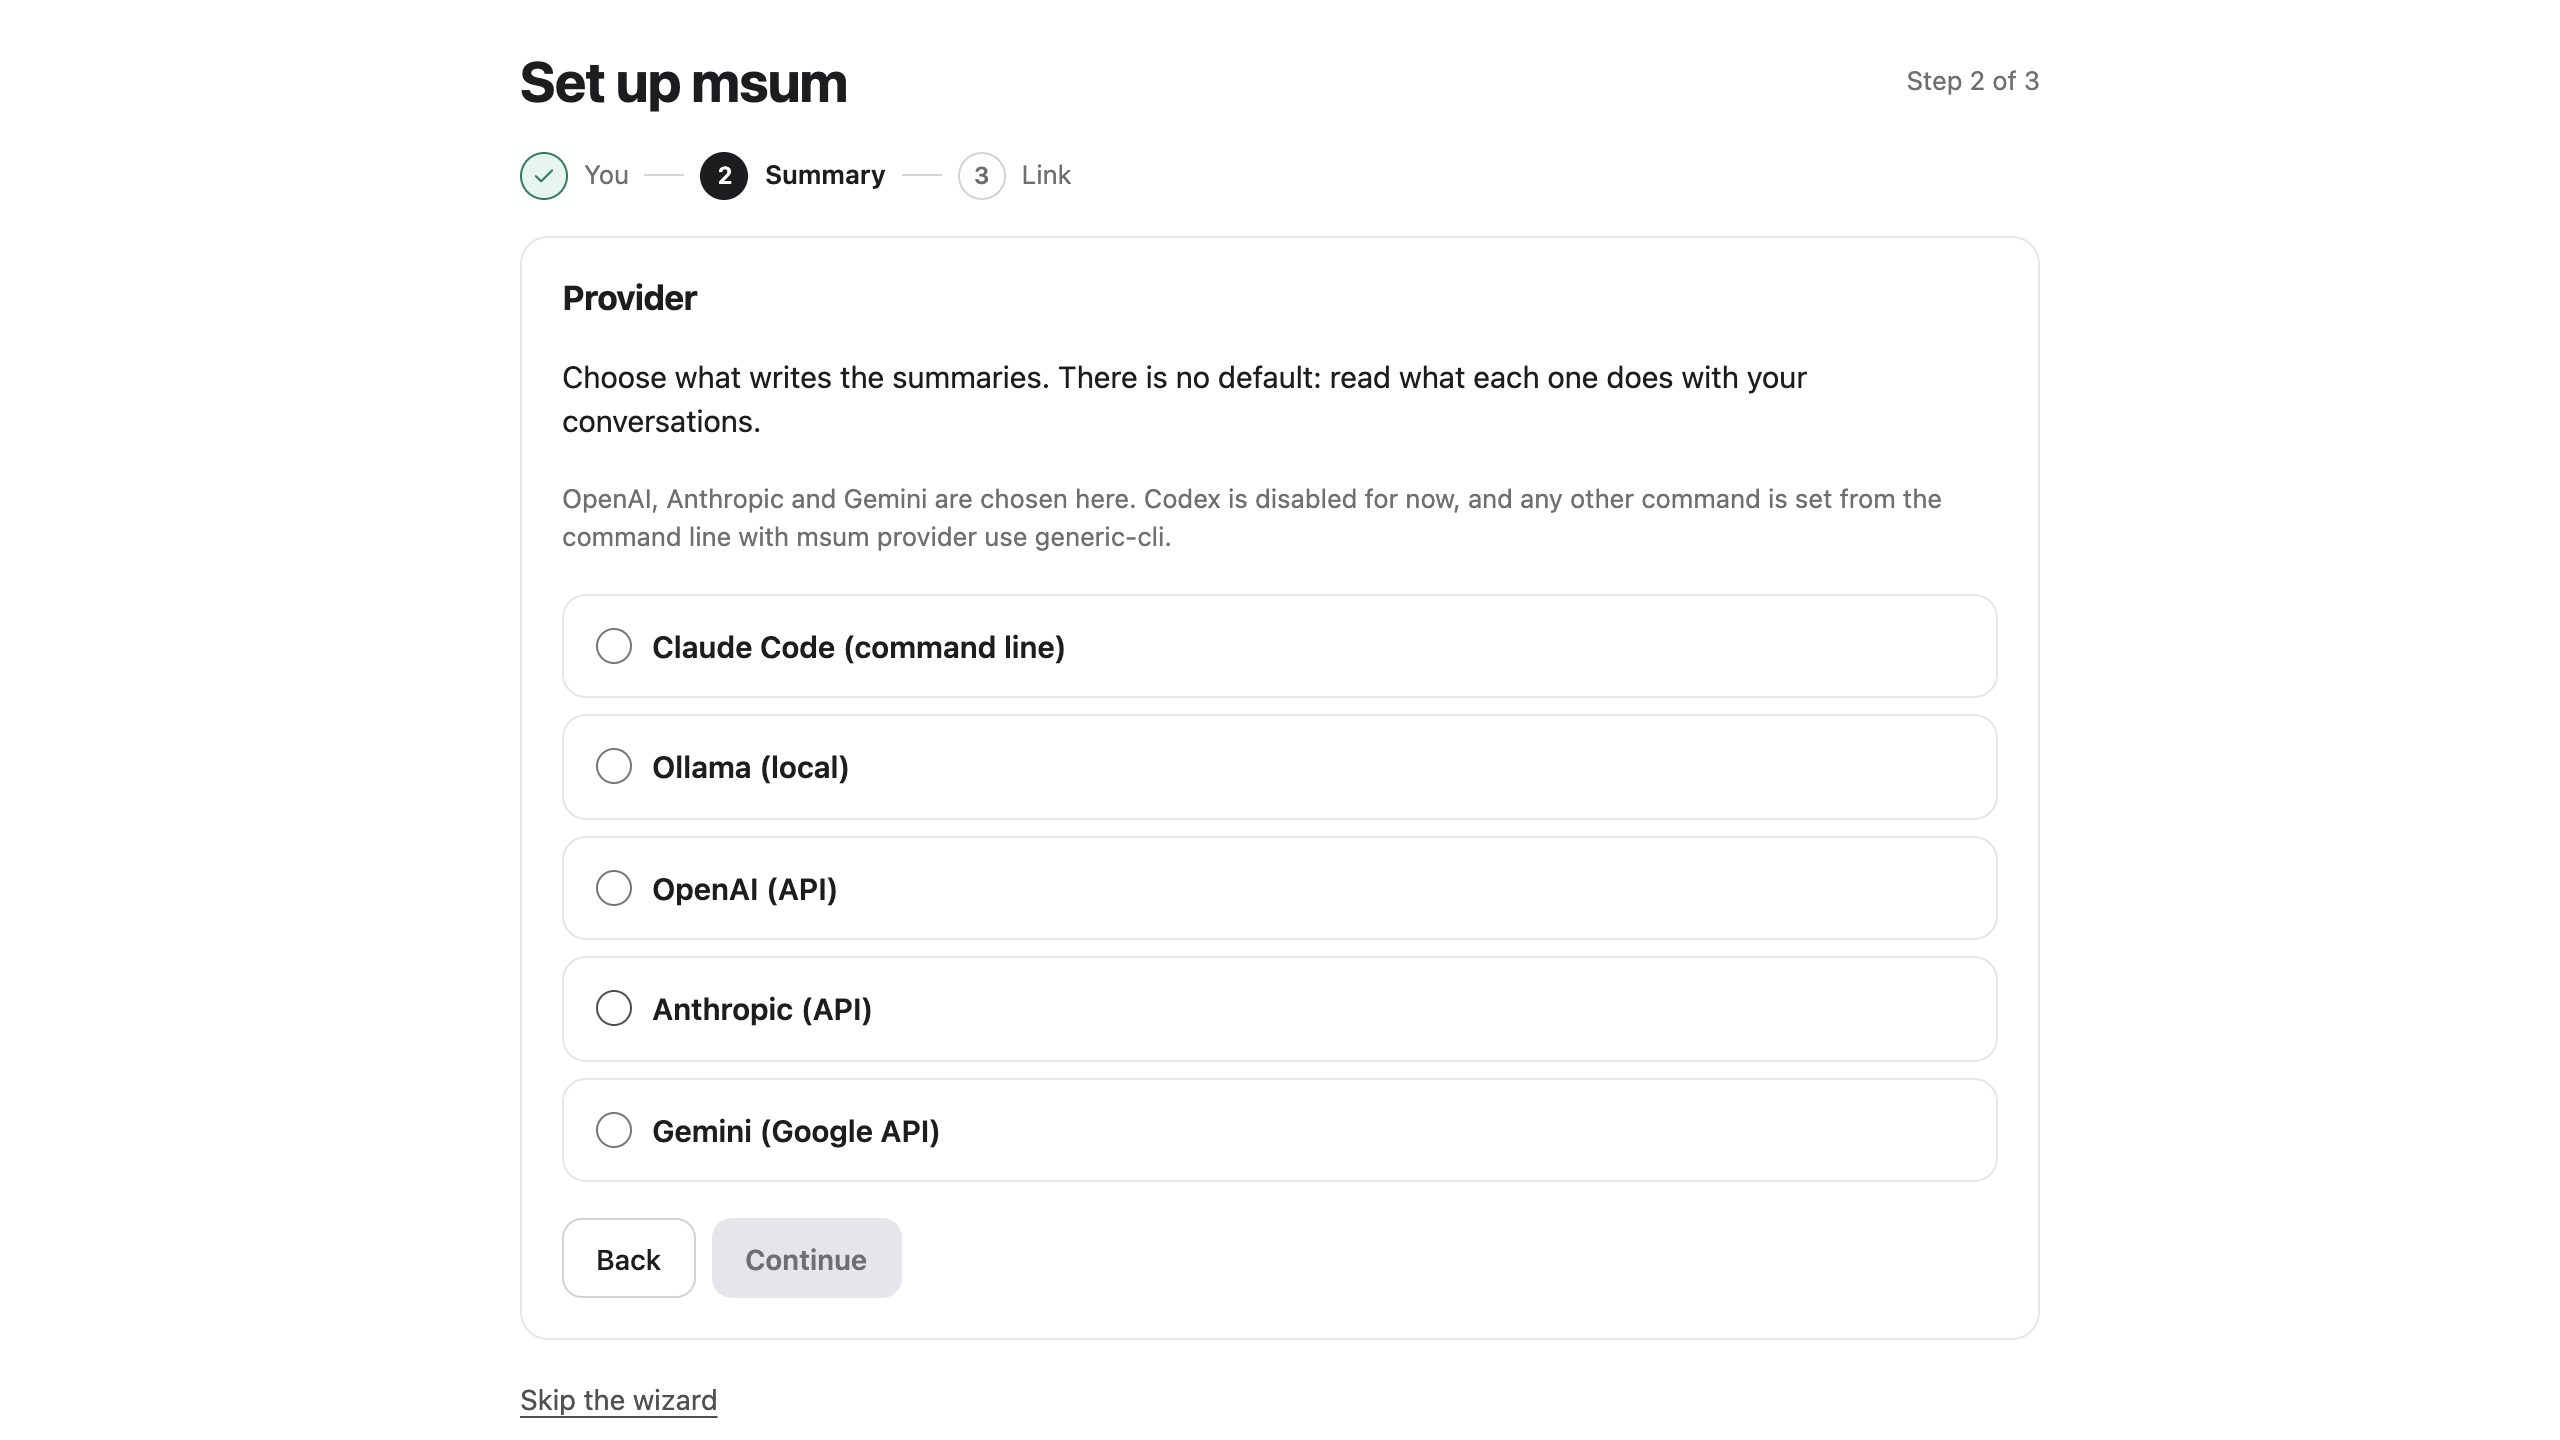 Set up msum
Step 2 of 3
You
2
Summary
3
Link
Provider
Choose what writes the summaries. There is no default: read what each one does with your
conversations.
OpenAI, Anthropic and Gemini are chosen here. Codex is disabled for now, and any other command is set from the
command line with msum provider use generic-cli.
Claude Code (command line)
Ollama (local)
OpenAI (API)
Anthropic (API)
Gemini (Google API)
Back
Continue
Skip the wizard